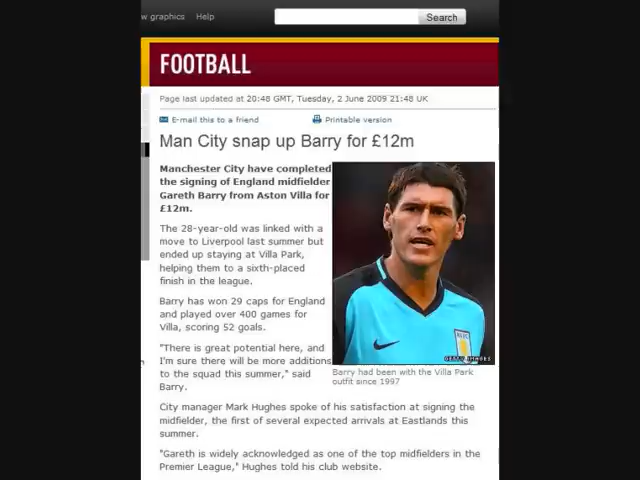 w graphics Help Search
FOOTBALL
Page last updated at 20:48 GMT, Tuesday, 2 June 2009 21:48 UK
E-mail this to a friend Printable version
Man City snap up Barry for £12m
Manchester City have completed
the signing of England midfielder
Gareth Barry from Aston Villa for
£12m.
The 28-year-old was linked with a
move to Liverpool last summer but
ended up staying at Villa Park,
helping them to a sixth-placed
finish in the league.
Barry has won 29 caps for England
and played over 400 games for
Villa, scoring 52 goals.
"There is great potential here, and
I'm sure there will be more additions
to the squad this summer," said
Barry.
GETTY IMAGES
Barry had been with the Villa Park
outfit since 1997
City manager Mark Hughes spoke of his satisfaction at signing the
midfielder, the first of several expected arrivals at Eastlands this
summer.
"Gareth is widely acknowledged as one of the top midfielders in the
Premier League," Hughes told his club website.